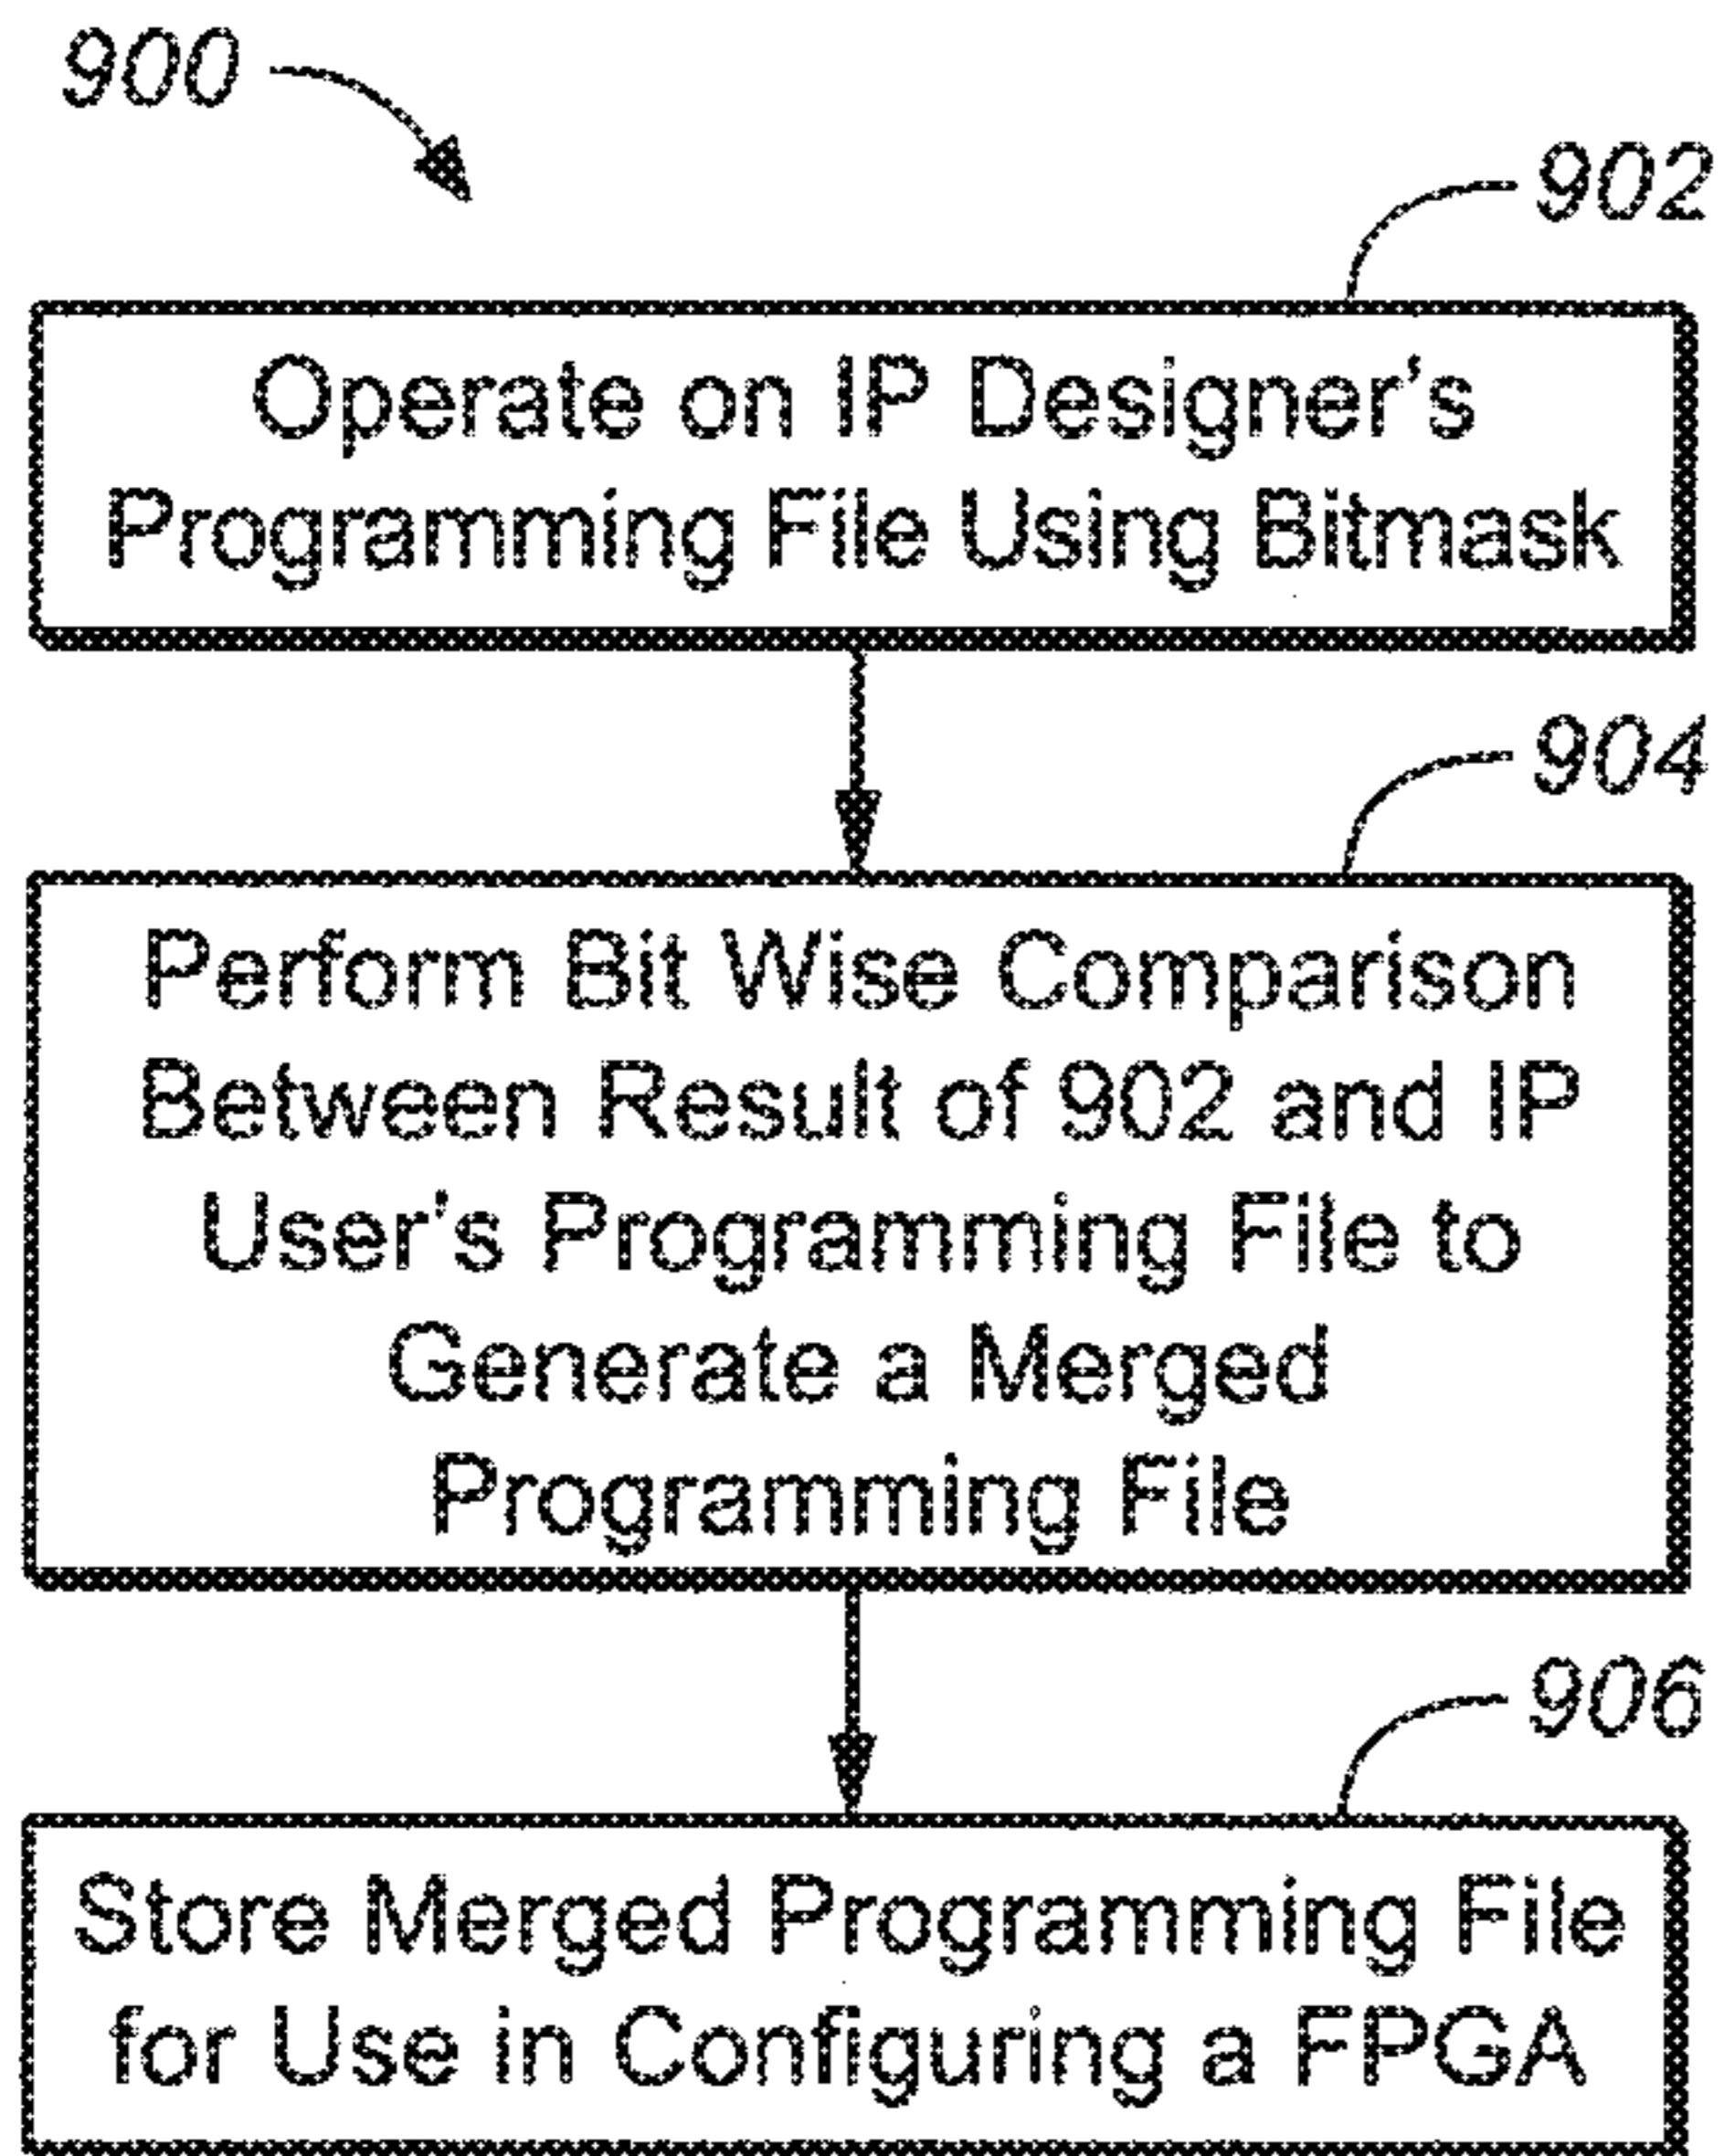 900
902
Operate on IP Designer's
Programming File Using Bitmask
904
Perform Bit Wise Comparison
Between Result of 902 and IP
User's Programming File to
Generate a Merged
Programming File
906
Store Merged Programming File
for Use in Configuring a FPGA